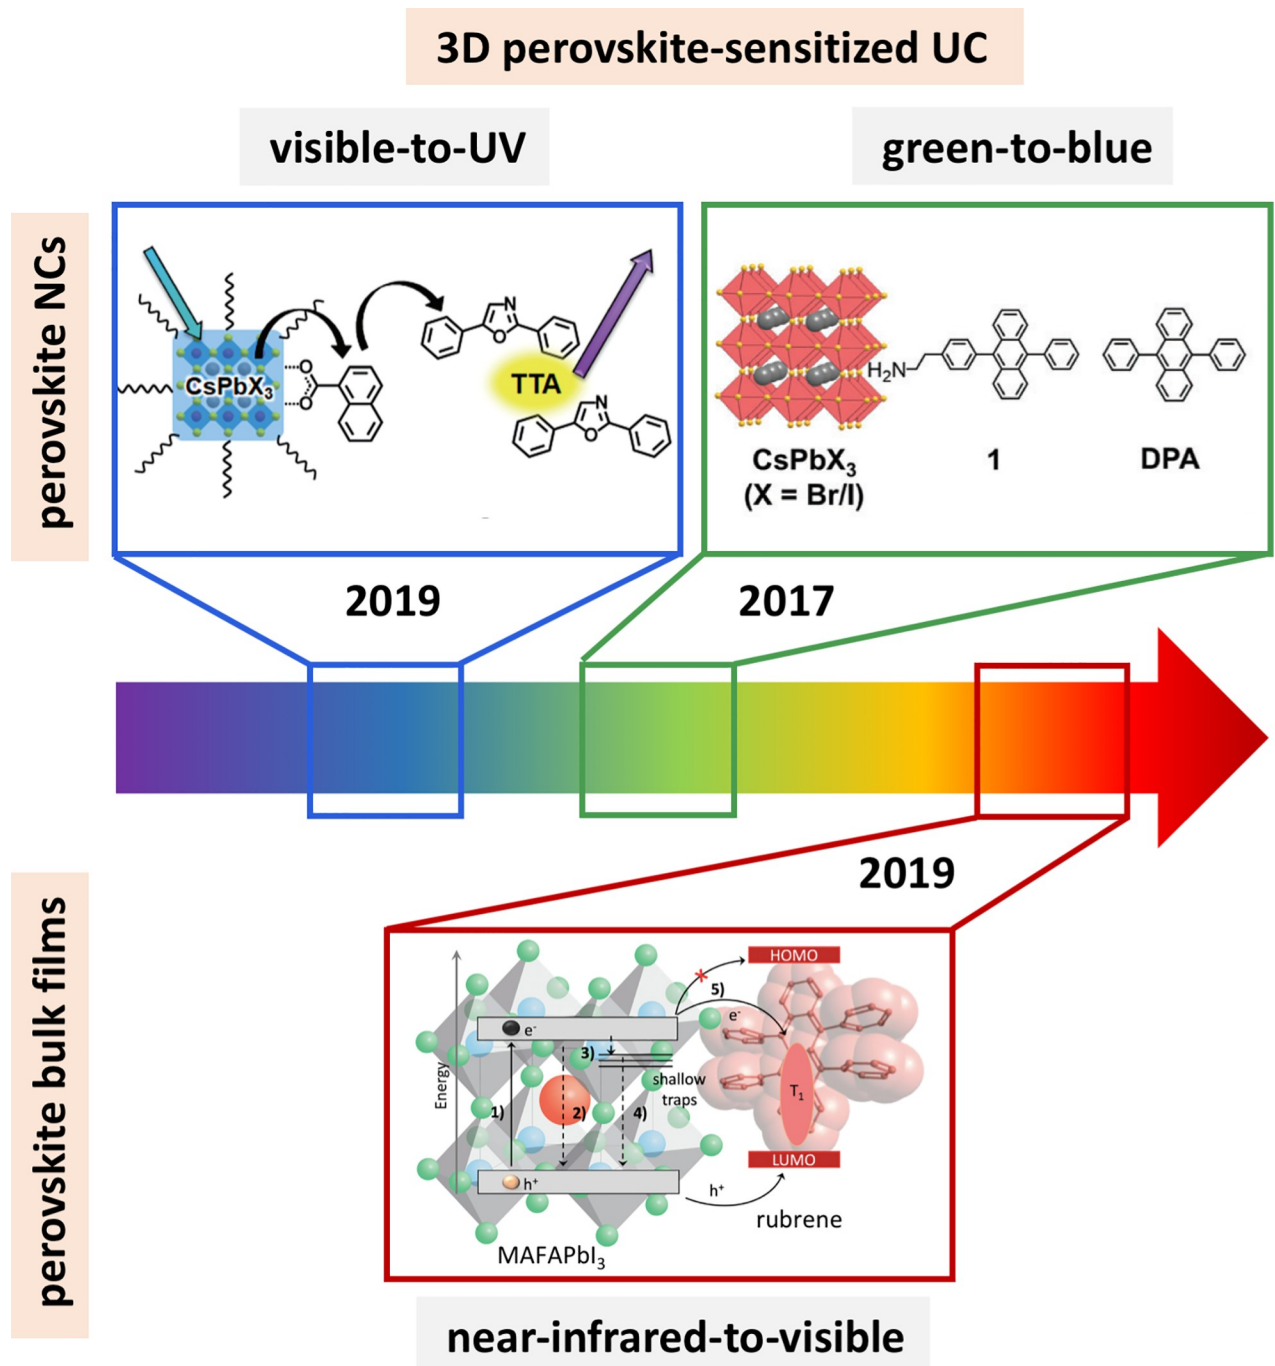 3D perovskite-sensitized UC
visible-to-UV
green-to-blue
perovskite NCs
CsPbX₃
O
O
N
O
TTA
N
O
H₂N
CsPbX₃
(X = Br/I)
1
DPA
2019
2017
2019
perovskite bulk films
Energy
e⁻
h⁺
1)
2)
3)
4)
5)
shallow
traps
e⁻
h⁺
HOMO
T₁
LUMO
rubrene
MAFAPbI₃
near-infrared-to-visible